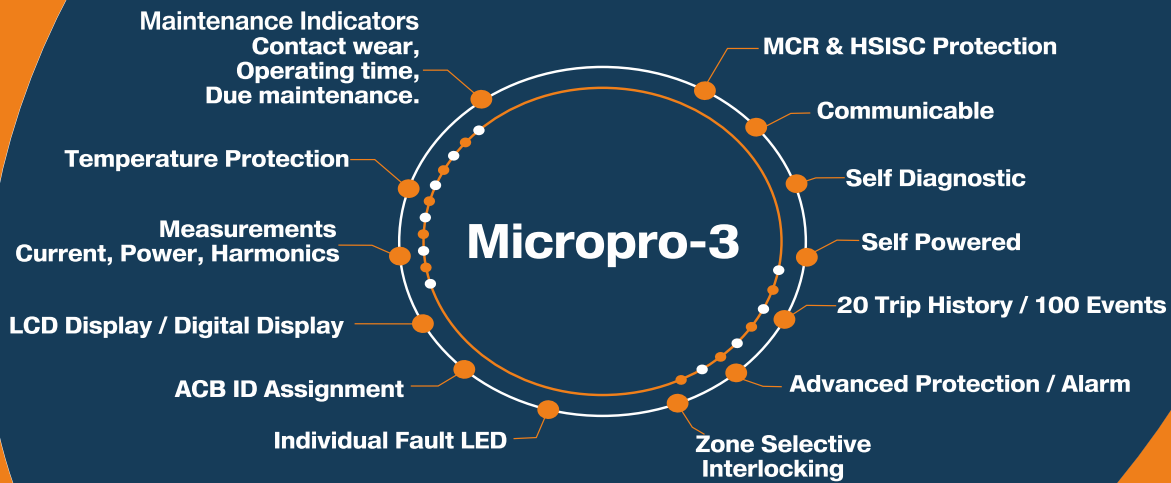 Maintenance Indicators
Contact wear,
Operating time,
Due maintenance.
Temperature Protection
Measurements
Current, Power, Harmonics
LCD Display / Digital Display
ACB ID Assignment
Individual Fault LED
Micropro-3
MCR & HSISC Protection
Communicable
Self Diagnostic
Self Powered
20 Trip History / 100 Events
Advanced Protection / Alarm
Zone Selective
Interlocking